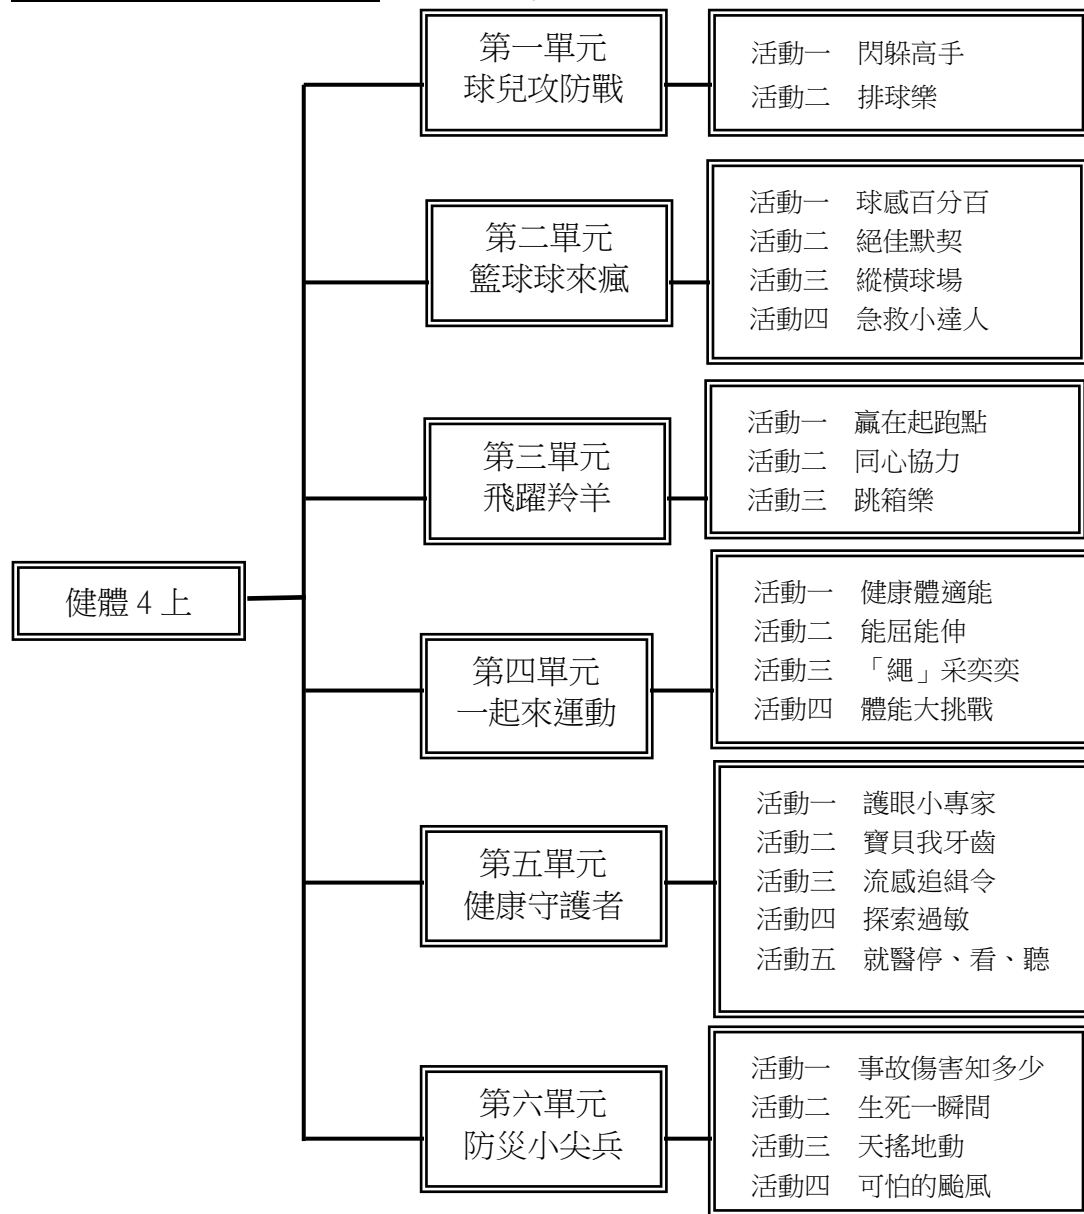 第一單元
球兒攻防戰
活動一　閃躲高手
活動二　排球樂
第二單元
籃球球來瘋
活動一　球感百分百
活動二　絕佳默契
活動三　縱橫球場
活動四　急救小達人
第三單元
飛躍羚羊
活動一　贏在起跑點
活動二　同心協力
活動三　跳箱樂
健體 4 上
第四單元
一起來運動
活動一　健康體適能
活動二　能屈能伸
活動三　「繩」采奕奕
活動四　體能大挑戰
第五單元
健康守護者
活動一　護眼小專家
活動二　寶貝我牙齒
活動三　流感追緝令
活動四　探索過敏
活動五　就醫停、看、聽
第六單元
防災小尖兵
活動一　事故傷害知多少
活動二　生死一瞬間
活動三　天搖地動
活動四　可怕的颱風